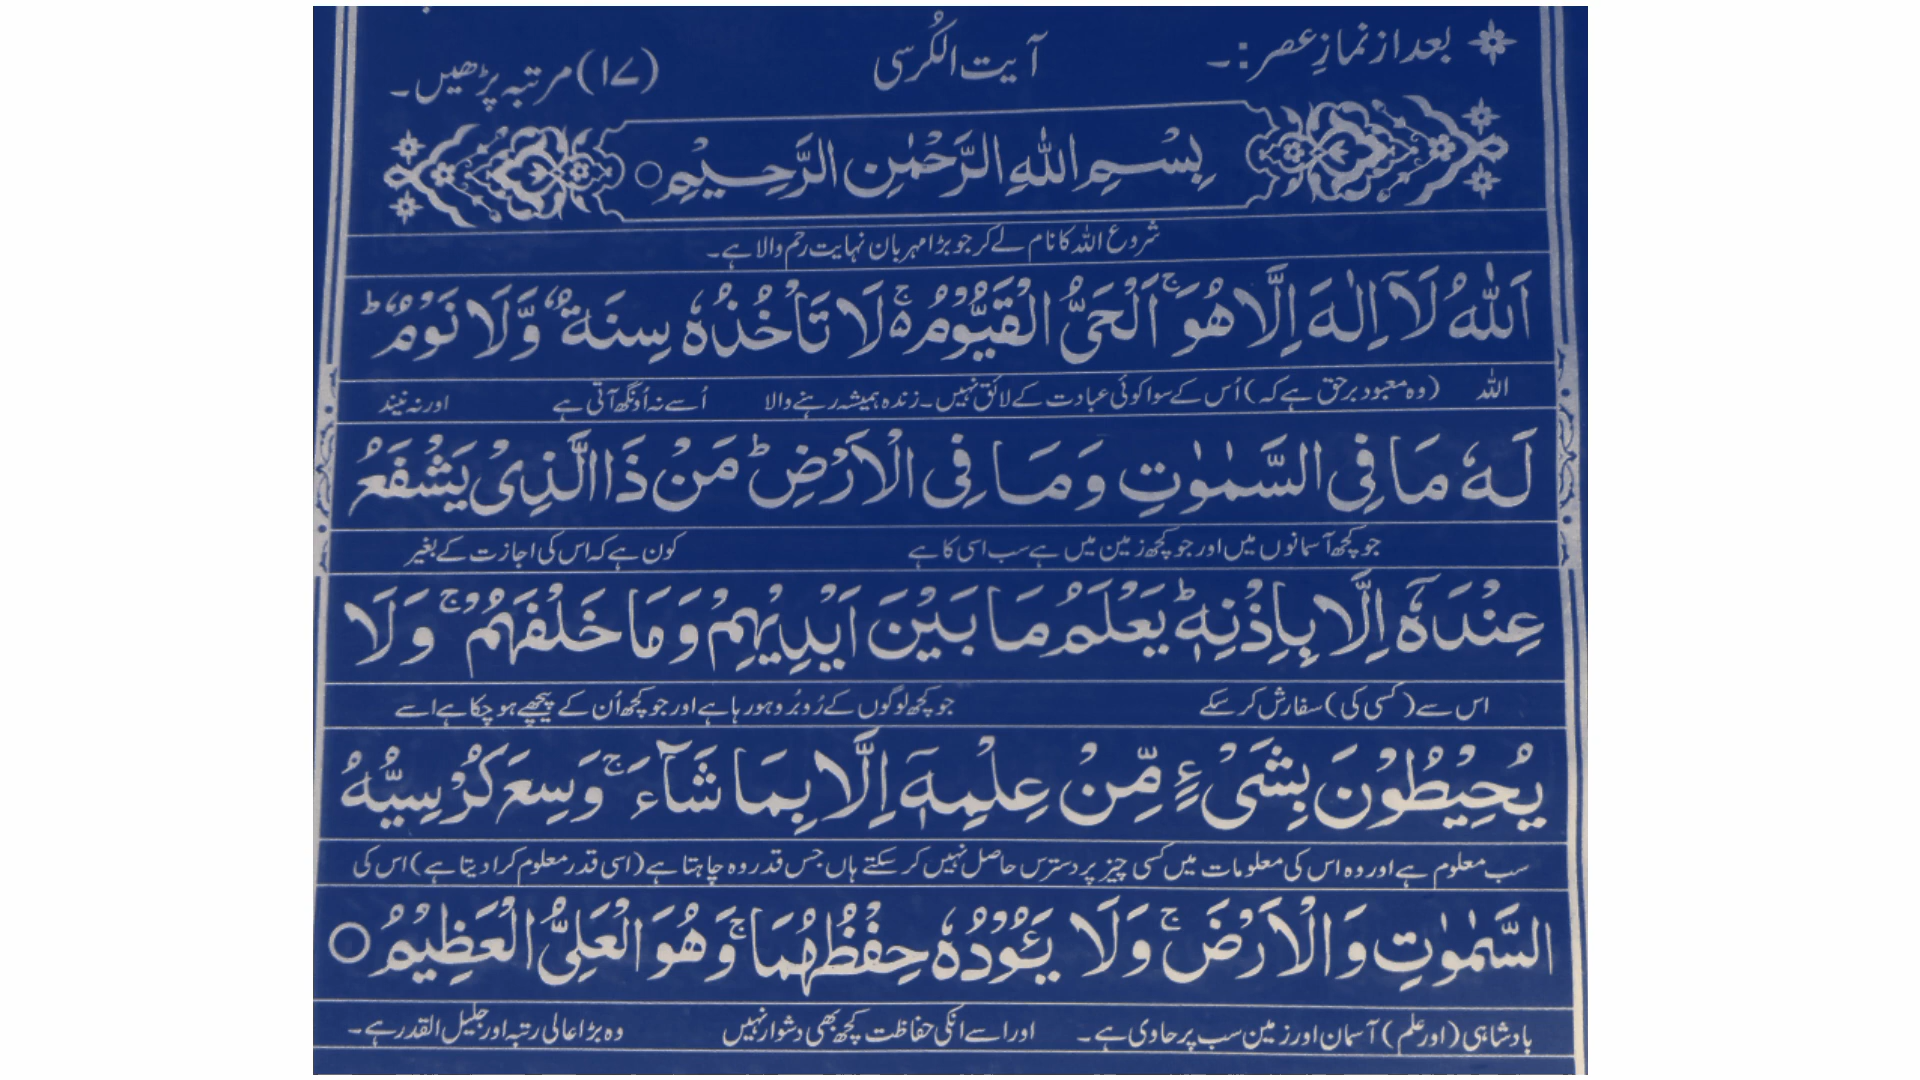 بعد از نمازِ عصر :۔ آیت الکُرسی (۱۷) مرتبہ پڑھیں۔
بِسْمِ اللهِ الرَّحْمٰنِ الرَّحِیْمِ ○
شروع اللہ کا نام لے کر جو بڑا مہربان نہایت رحم والا ہے۔
اَللهُ لَاۤ اِلٰهَ اِلَّا هُوَ ۚ اَلْحَیُّ الْقَیُّوْمُ ۵ۚ لَا تَاْخُذُهٗ سِنَةٌ وَّلَا نَوْمٌ ؕ
اللہ (وہ معبود برحق ہے کہ) اُس کے سوا کوئی عبادت کے لائق نہیں۔ زندہ ہمیشہ رہنے والا اُسے نہ اُونگھ آتی ہے اور نہ نیند
لَهٗ مَا فِی السَّمٰوٰتِ وَمَا فِی الْاَرْضِ ؕ مَنْ ذَا الَّذِیْ یَشْفَعُ
جو کچھ آسمانوں میں اور جو کچھ زمین میں ہے سب اسی کا ہے کون ہے کہ اس کی اجازت کے بغیر
عِنْدَهٗۤ اِلَّا بِاِذْنِهٖ ؕ یَعْلَمُ مَا بَیْنَ اَیْدِیْهِمْ وَمَا خَلْفَهُمْ ۚ وَلَا
اس سے (کسی کی) سفارش کر سکے جو کچھ لوگوں کے رُوبرُو ہو رہا ہے اور جو کچھ اُن کے پیچھے ہو چکا ہے اسے
یُحِیْطُوْنَ بِشَیْءٍ مِّنْ عِلْمِهٖۤ اِلَّا بِمَا شَآءَ ۚ وَسِعَ کُرْسِیُّهُ
سب معلوم ہے اور وہ اس کی معلومات میں کسی چیز پر دسترس حاصل نہیں کر سکتے ہاں جس قدر وہ چاہتا ہے (اسی قدر معلوم کرا دیتا ہے) اس کی
السَّمٰوٰتِ وَالْاَرْضَ ۚ وَلَا یَـُٔوْدُهٗ حِفْظُهُمَا ۚ وَهُوَ الْعَلِیُّ الْعَظِیْمُ ○
بادشاہی (اور علم) آسمان اور زمین سب پر حاوی ہے۔ اور اسے انکی حفاظت کچھ بھی دشوار نہیں وہ بڑا عالی رتبہ اور جلیل القدر ہے۔